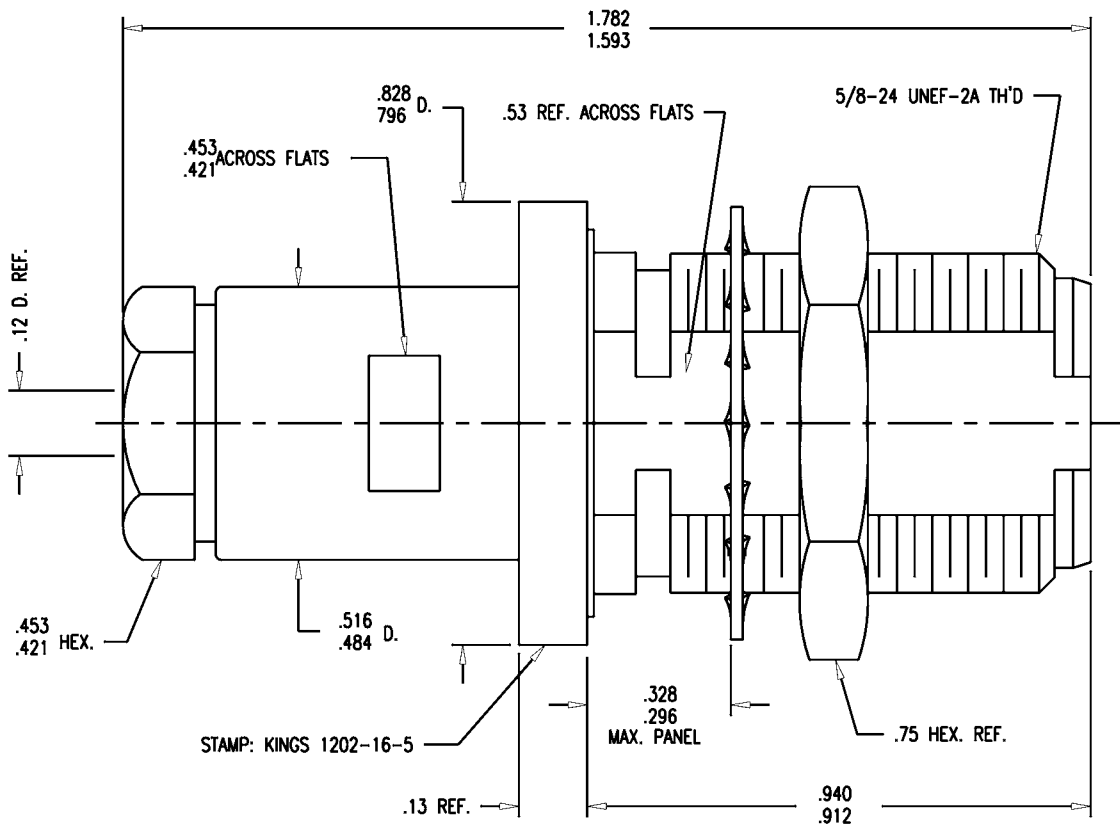 1.782
1.593
.828
796 D.
.53 REF. ACROSS FLATS
5/8-24 UNEF-2A TH'D
.453
.421 ACROSS FLATS
.12 D. REF.
.453
.421 HEX.
.516
.484 D.
.328
.296
MAX. PANEL
STAMP: KINGS 1202-16-5
.75 HEX. REF.
.13 REF.
.940
.912